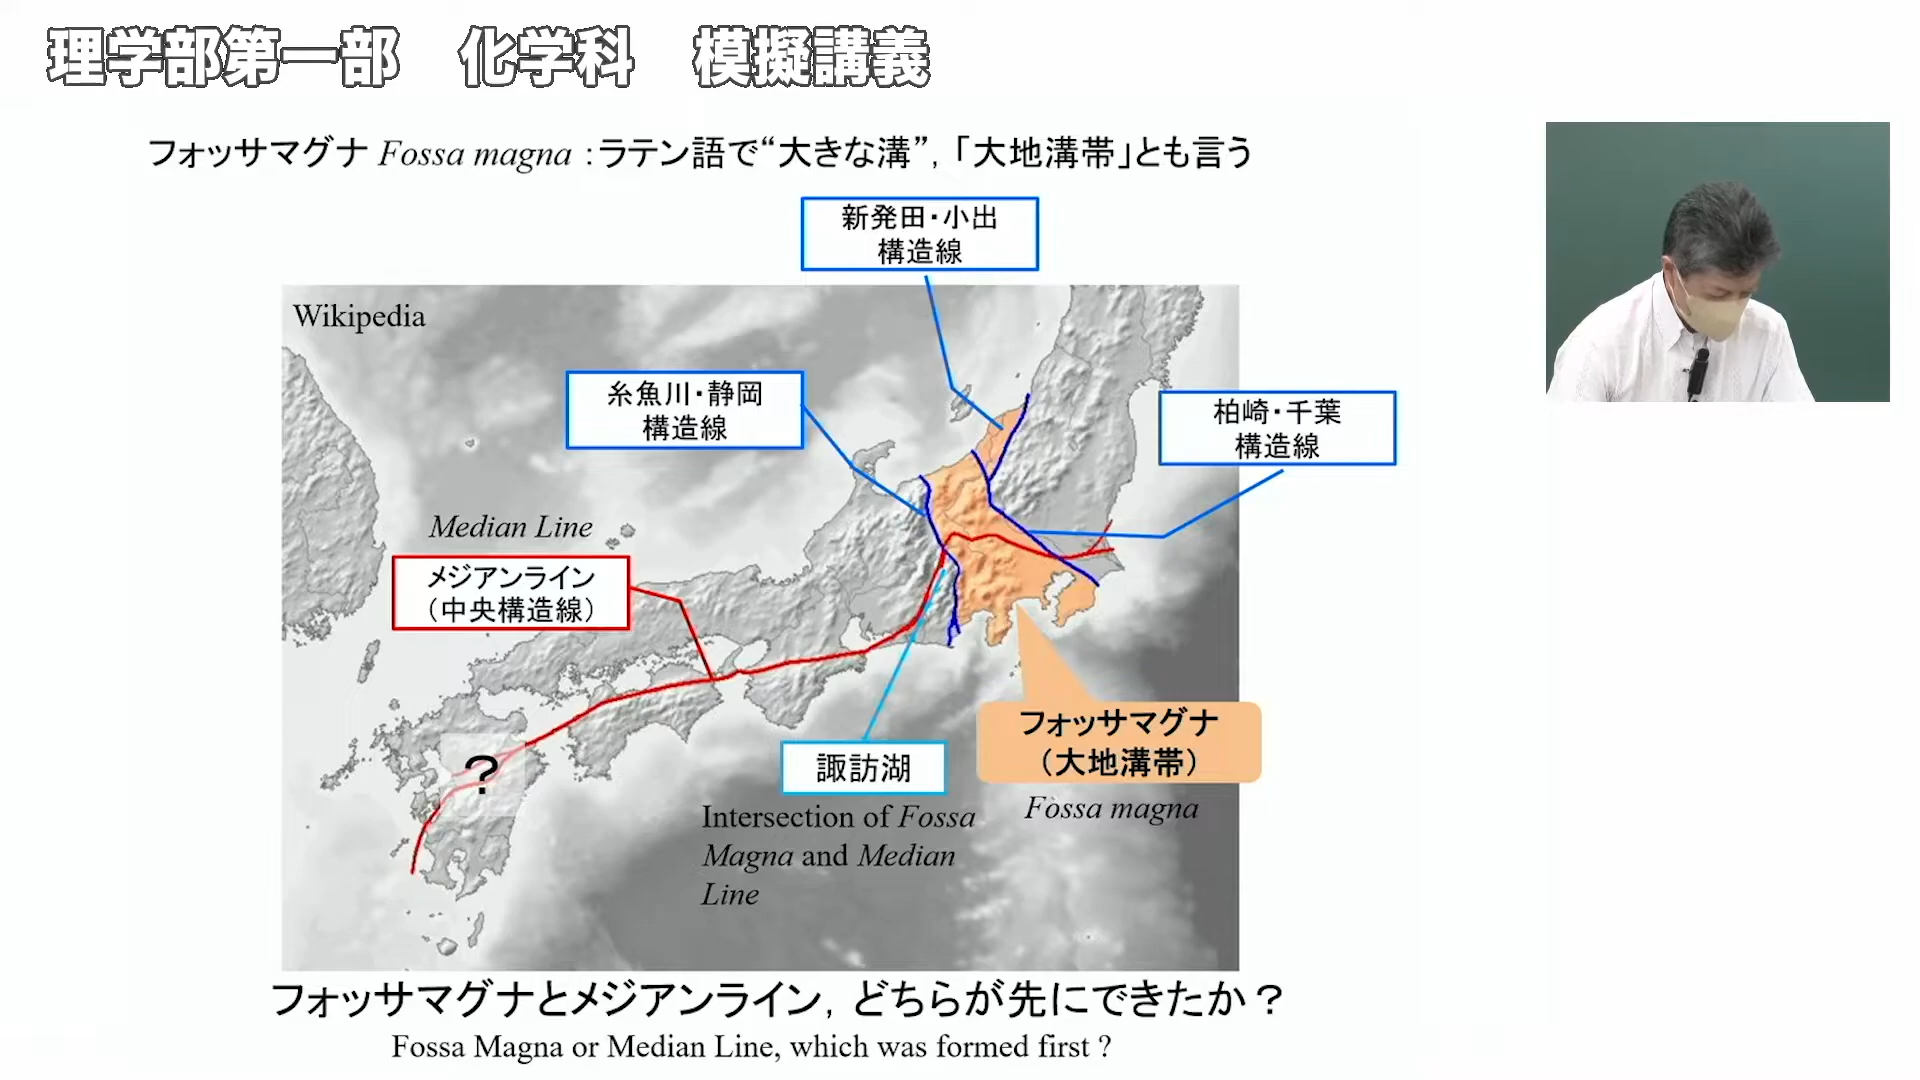 理学部第一部　化学科　模擬講義
フォッサマグナ Fossa magna：ラテン語で“大きな溝”，「大地溝帯」とも言う
新発田・小出
構造線
Wikipedia
糸魚川・静岡
構造線
柏崎・千葉
構造線
Median Line
メジアンライン
（中央構造線）
?
諏訪湖
Intersection of Fossa
Magna and Median
Line
フォッサマグナ
（大地溝帯）
Fossa magna
フォッサマグナとメジアンライン，どちらが先にできたか？
Fossa Magna or Median Line, which was formed first ?